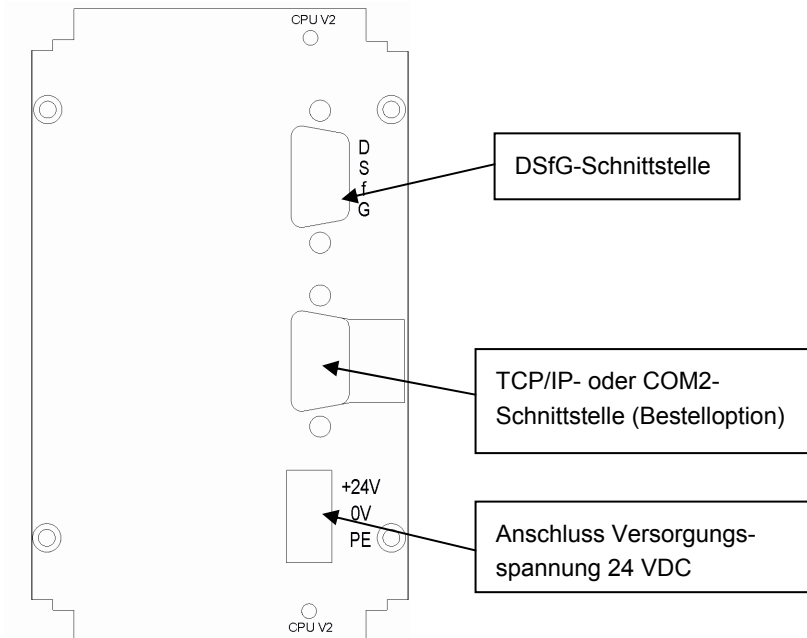 CPU V2
D
S
f
G
DSfG-Schnittstelle
TCP/IP- oder COM2-
Schnittstelle (Bestelloption)
+24V
0V
PE
Anschluss Versorgungs-
spannung 24 VDC
CPU V2